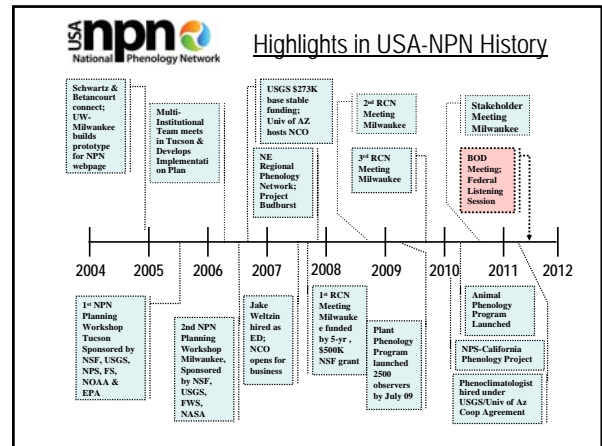 USA npn
National Phenology Network
Highlights in USA-NPN History
Schwartz &
Betancourt
connect;
UW-
Milwaukee
builds
prototype
for NPN
webpage
Multi-
Institutional
Team meets
in Tucson &
Develops
Implementati
on Plan
USGS $273K
base stable
funding;
Univ of AZ
hosts NCO
NE
Regional
Phenology
Network;
Project
Budburst
2nd RCN
Meeting
Milwaukee
3rd RCN
Meeting
Milwaukee
Stakeholder
Meeting
Milwaukee
BOD
Meeting;
Federal
Listening
Session
2004 2005 2006 2007 2008 2009 2010 2011 2012
1st NPN
Planning
Workshop
Tucson
Sponsored by
NSF, USGS,
NPS, FS,
NOAA &
EPA
2nd NPN
Planning
Workshop
Milwaukee,
Sponsored by
NSF,
USGS,
FWS,
NASA
Jake
Weltzin
hired as
ED;
NCO
opens for
business
1st RCN
Meeting
Milwauke
e funded
by 5-yr ,
$500K
NSF grant
Plant
Phenology
Program
launched
2500
observers
by July 09
Animal
Phenology
Program
Launched
NPS-California
Phenology Project
Phenoclimatologist
hired under
USGS/Univ of Az
Coop Agreement